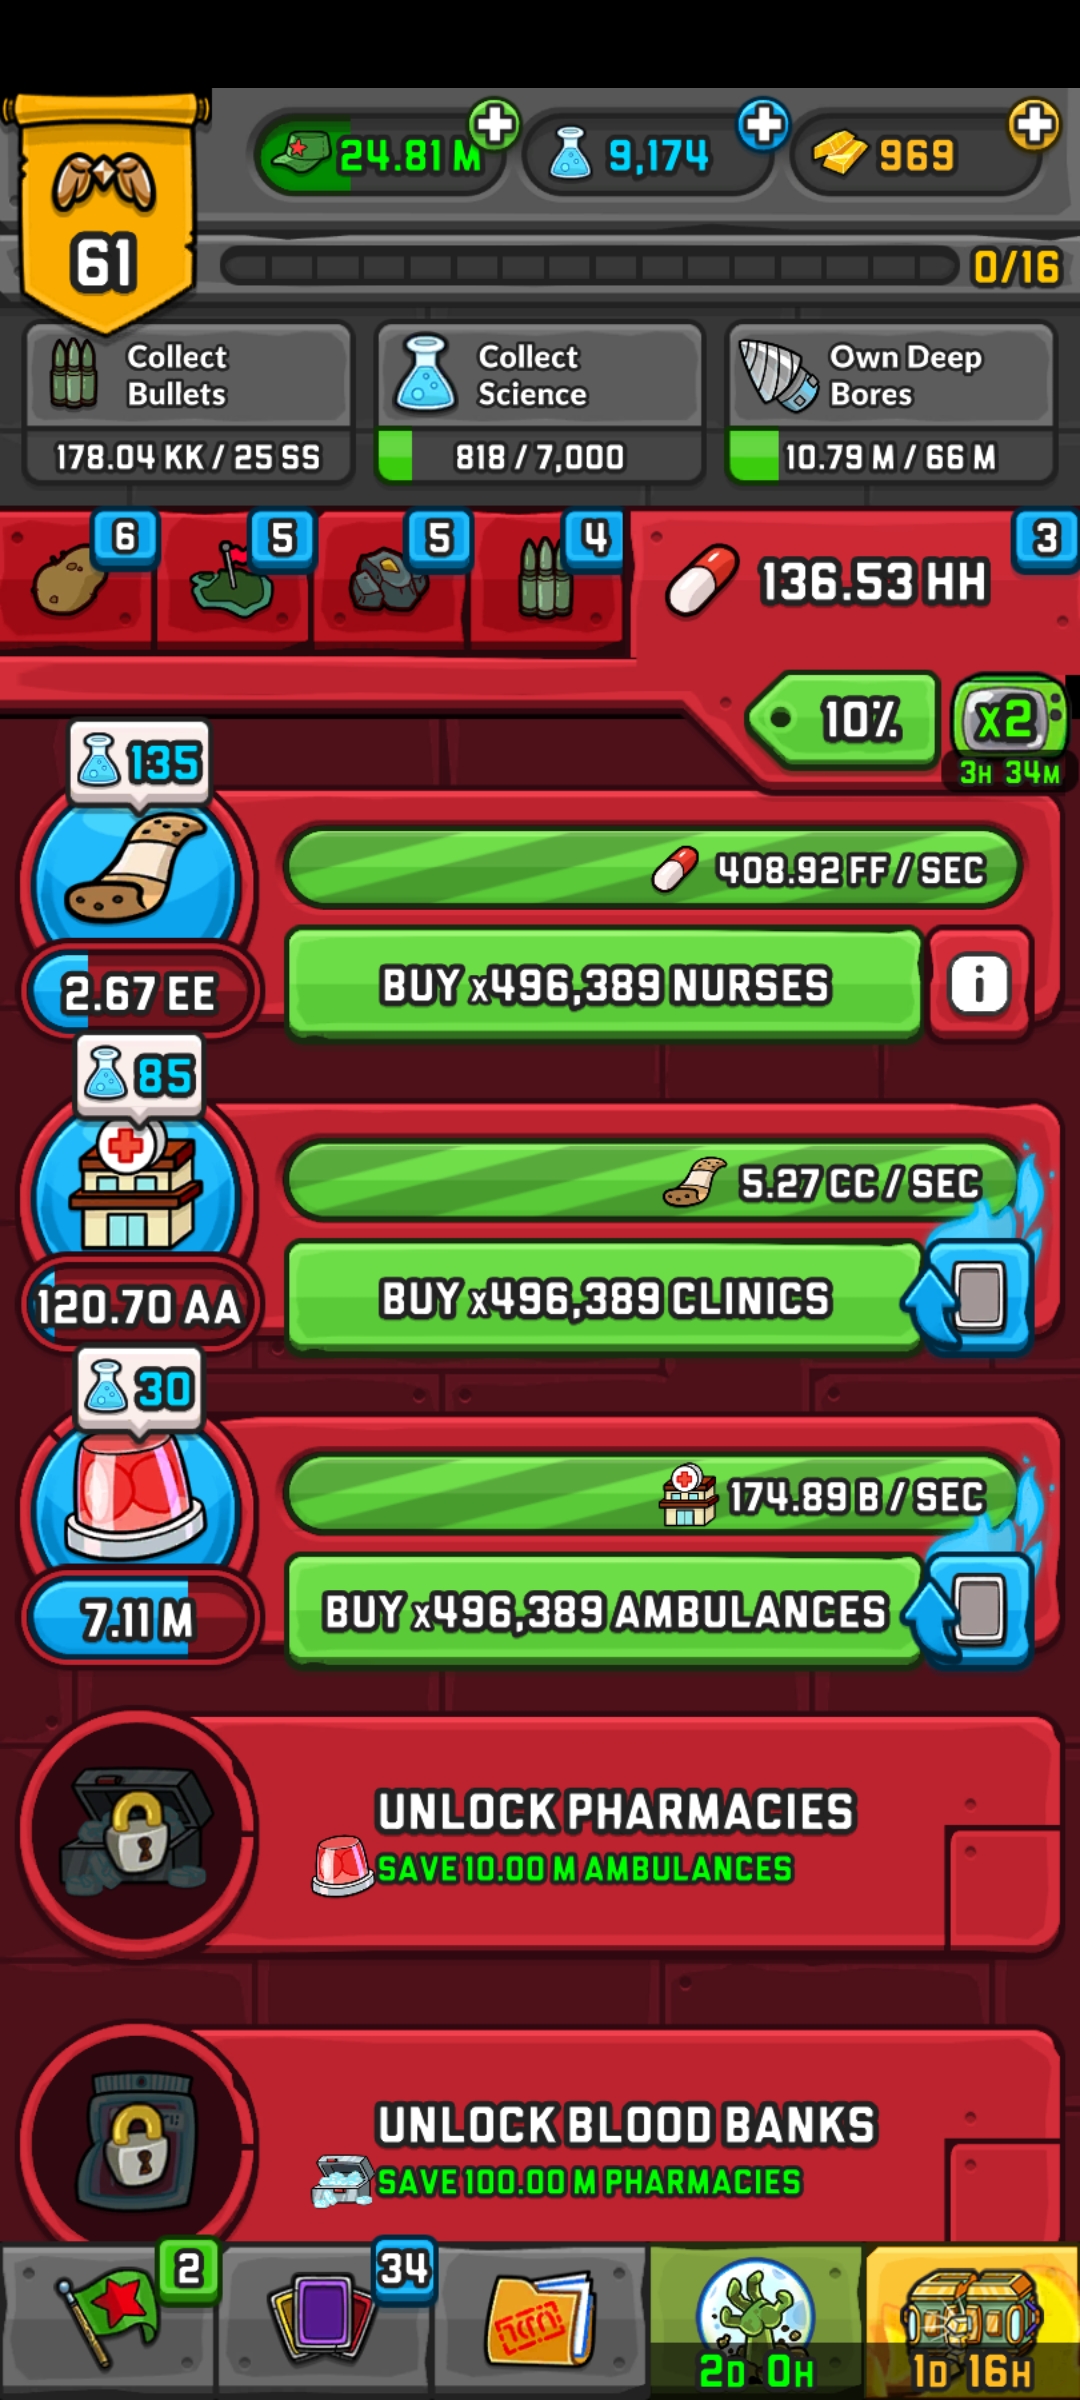 24.81 M
9,174
969
61
0/16
Collect
Bullets
178.04 KK / 25 SS
Collect
Science
818 / 7,000
Own Deep
Bores
10.79 M / 66 M
6
5
5
4
136.53 HH
3
10%
x2
3H 34M
135
408.92 FF / SEC
2.67 EE
BUY x496,389 NURSES
i
85
5.27 CC / SEC
120.70 AA
BUY x496,389 CLINICS
30
174.89 B / SEC
7.11 M
BUY x496,389 AMBULANCES
UNLOCK PHARMACIES
SAVE 10.00 M AMBULANCES
UNLOCK BLOOD BANKS
SAVE 100.00 M PHARMACIES
2
34
2D 0H
1D 16H